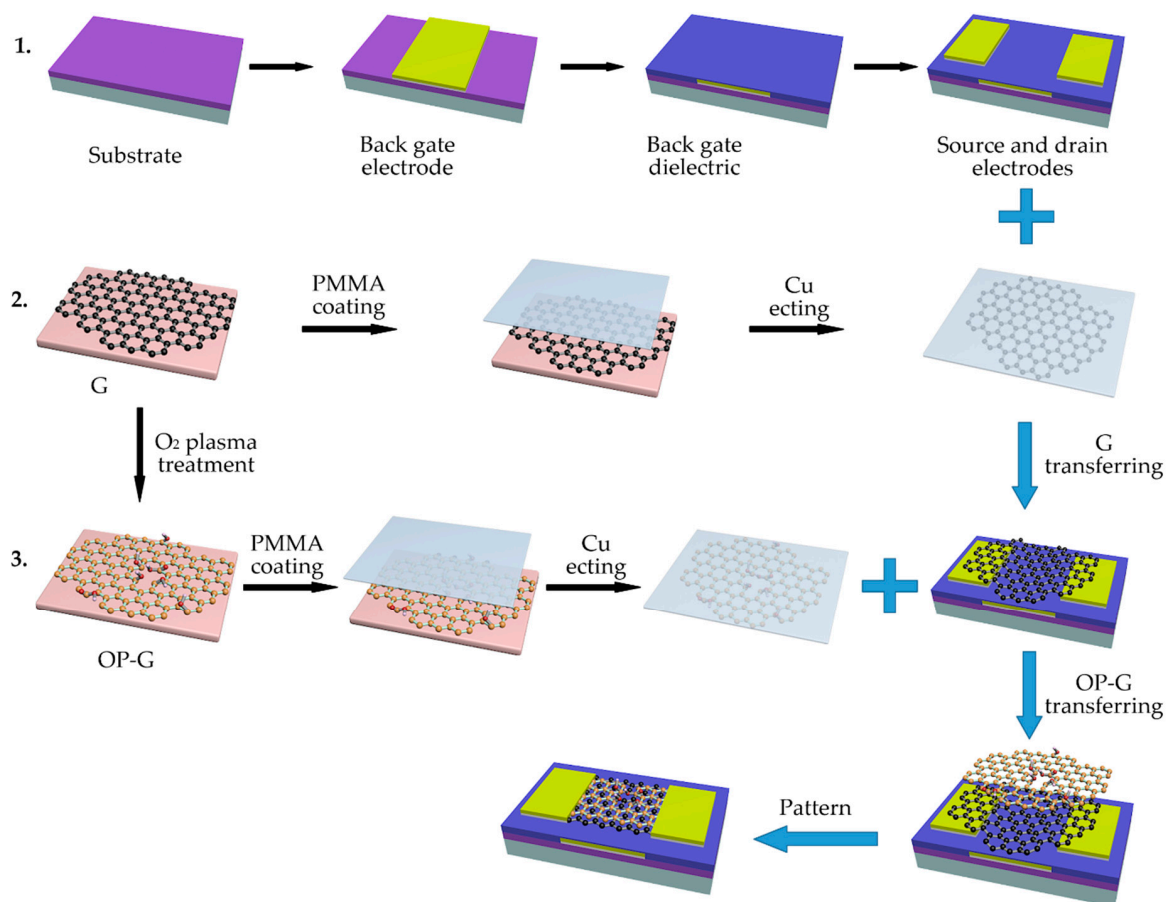 1.
Substrate
Back gate
electrode
Back gate
dielectric
Source and drain
electrodes
2.
PMMA
coating
Cu
ecting
G
O₂ plasma
treatment
G
transferring
3.
PMMA
coating
Cu
ecting
OP-G
OP-G
transferring
Pattern